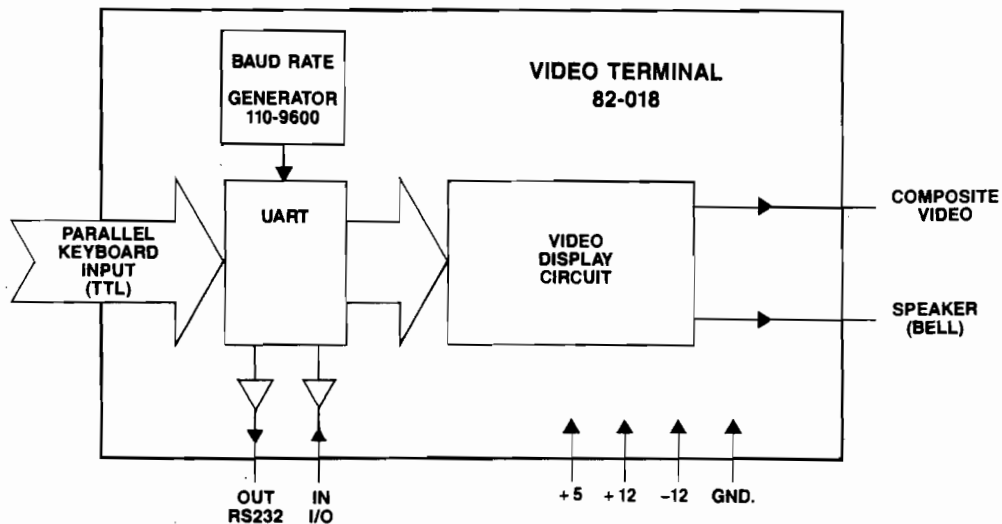 BAUD RATE
GENERATOR
110-9600
VIDEO TERMINAL
82-018
PARALLEL
KEYBOARD
INPUT
(TTL)
UART
VIDEO
DISPLAY
CIRCUIT
COMPOSITE
VIDEO
SPEAKER
(BELL)
OUT
RS232
IN
I/O
+5
+12
-12
GND.